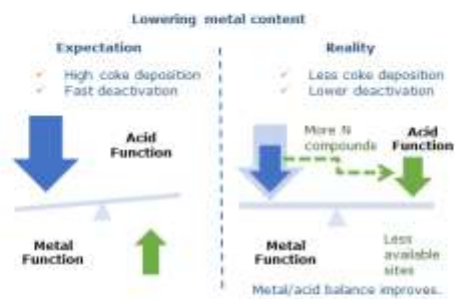 Lowering metal content
Expectation
✓ High coke deposition
✓ Fast deactivation
Acid
Function
Metal
Function
Reality
✓ Less coke deposition
✓ Lower deactivation
More N
compounds
Acid
Function
Metal
Function
Less
available
sites
Metal/acid balance improves.